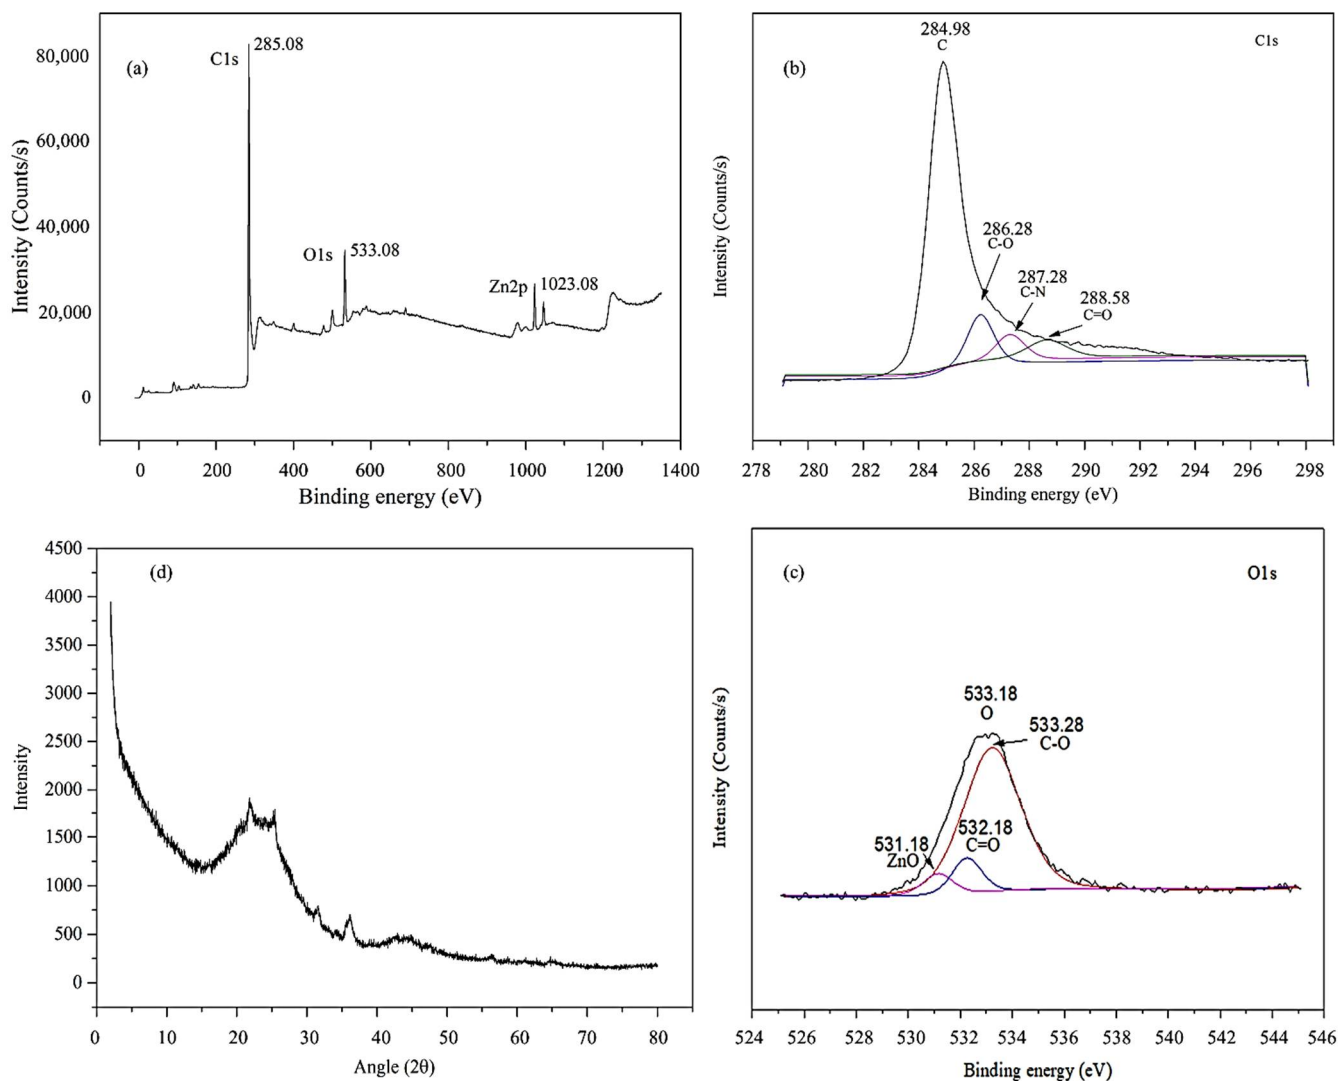 (a)
C1s
285.08
O1s
533.08
Zn2p
1023.08
80,000
60,000
40,000
20,000
0
Intensity (Counts/s)
0 200 400 600 800 1000 1200 1400
Binding energy (eV)
(b)
C1s
284.98
C
286.28
C-O
287.28
C-N
288.58
C=O
Intensity (Counts/s)
278 280 282 284 286 288 290 292 294 296 298
Binding energy (eV)
(d)
4500
4000
3500
3000
2500
2000
1500
1000
500
0
Intensity
0 10 20 30 40 50 60 70 80
Angle (2θ)
(c)
O1s
533.18
O
533.28
C-O
532.18
C=O
531.18
ZnO
Intensity (Counts/s)
524 526 528 530 532 534 536 538 540 542 544 546
Binding energy (eV)